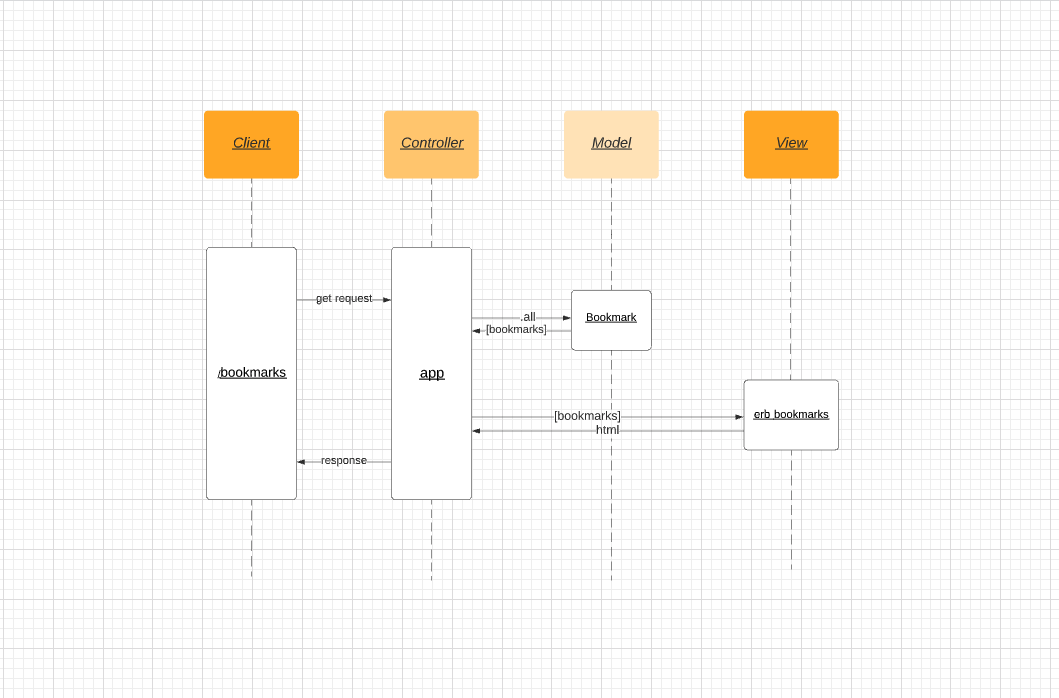 Client
Controller
Model
View
get request
.all
Bookmark
[bookmarks]
/bookmarks
app
[bookmarks]
erb bookmarks
html
response